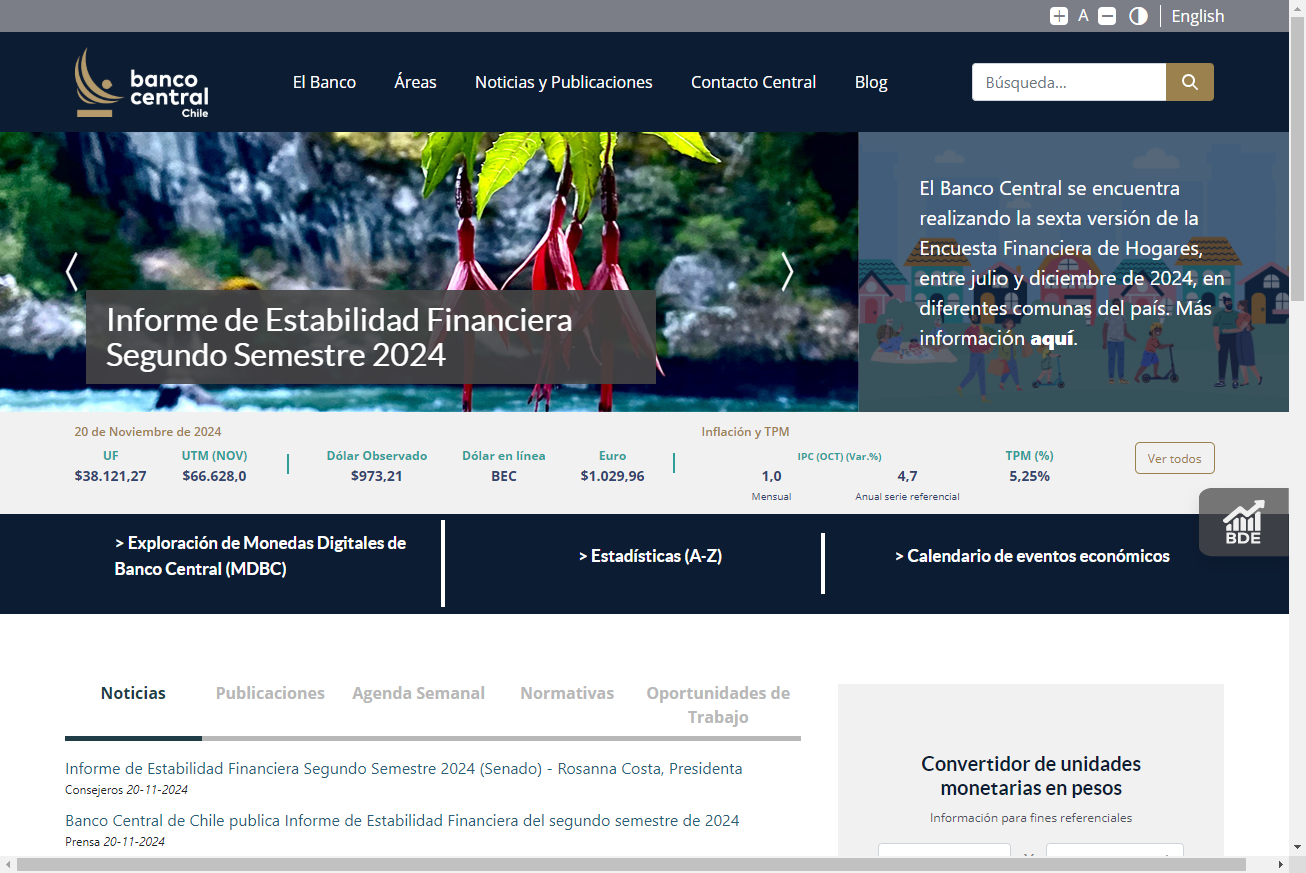 A
English
banco
central
Chile
El Banco
Áreas
Noticias y Publicaciones
Contacto Central
Blog
Búsqueda...
Informe de Estabilidad Financiera
Segundo Semestre 2024
El Banco Central se encuentra
realizando la sexta versión de la
Encuesta Financiera de Hogares,
entre julio y diciembre de 2024, en
diferentes comunas del país. Más
información aquí.
20 de Noviembre de 2024
UF
$38.121,27
UTM (NOV)
$66.628,0
Dólar Observado
$973,21
Dólar en línea
BEC
Euro
$1.029,96
Inflación y TPM
IPC (OCT) (Var.%)
1,0
Mensual
4,7
Anual serie referencial
TPM (%)
5,25%
Ver todos
BDE
> Exploración de Monedas Digitales de
Banco Central (MDBC)
> Estadísticas (A-Z)
> Calendario de eventos económicos
Noticias
Publicaciones
Agenda Semanal
Normativas
Oportunidades de
Trabajo
Informe de Estabilidad Financiera Segundo Semestre 2024 (Senado) - Rosanna Costa, Presidenta
Consejeros 20-11-2024
Banco Central de Chile publica Informe de Estabilidad Financiera del segundo semestre de 2024
Prensa 20-11-2024
Convertidor de unidades
monetarias en pesos
Información para fines referenciales